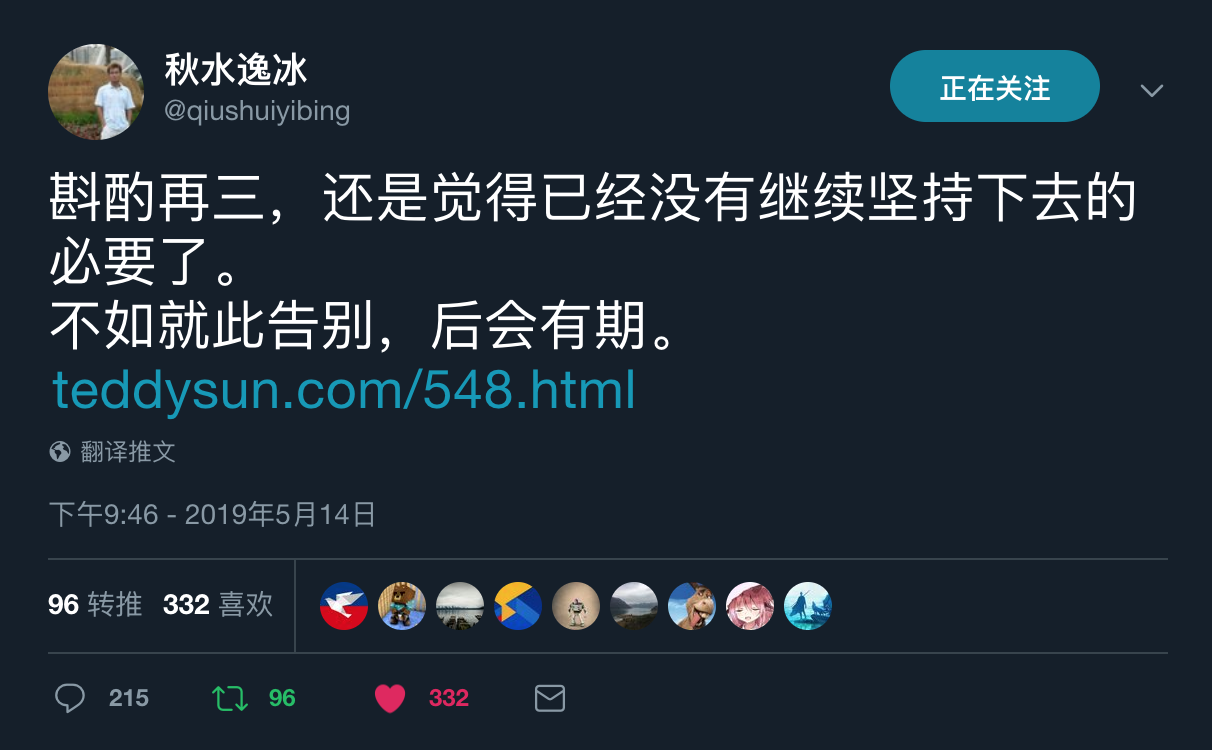 秋水逸冰
@qiushuiyibing
正在关注
斟酌再三，还是觉得已经没有继续坚持下去的
必要了。
不如就此告别，后会有期。
teddysun.com/548.html
翻译推文
下午9:46 - 2019年5月14日
96 转推 332 喜欢
215 96 332